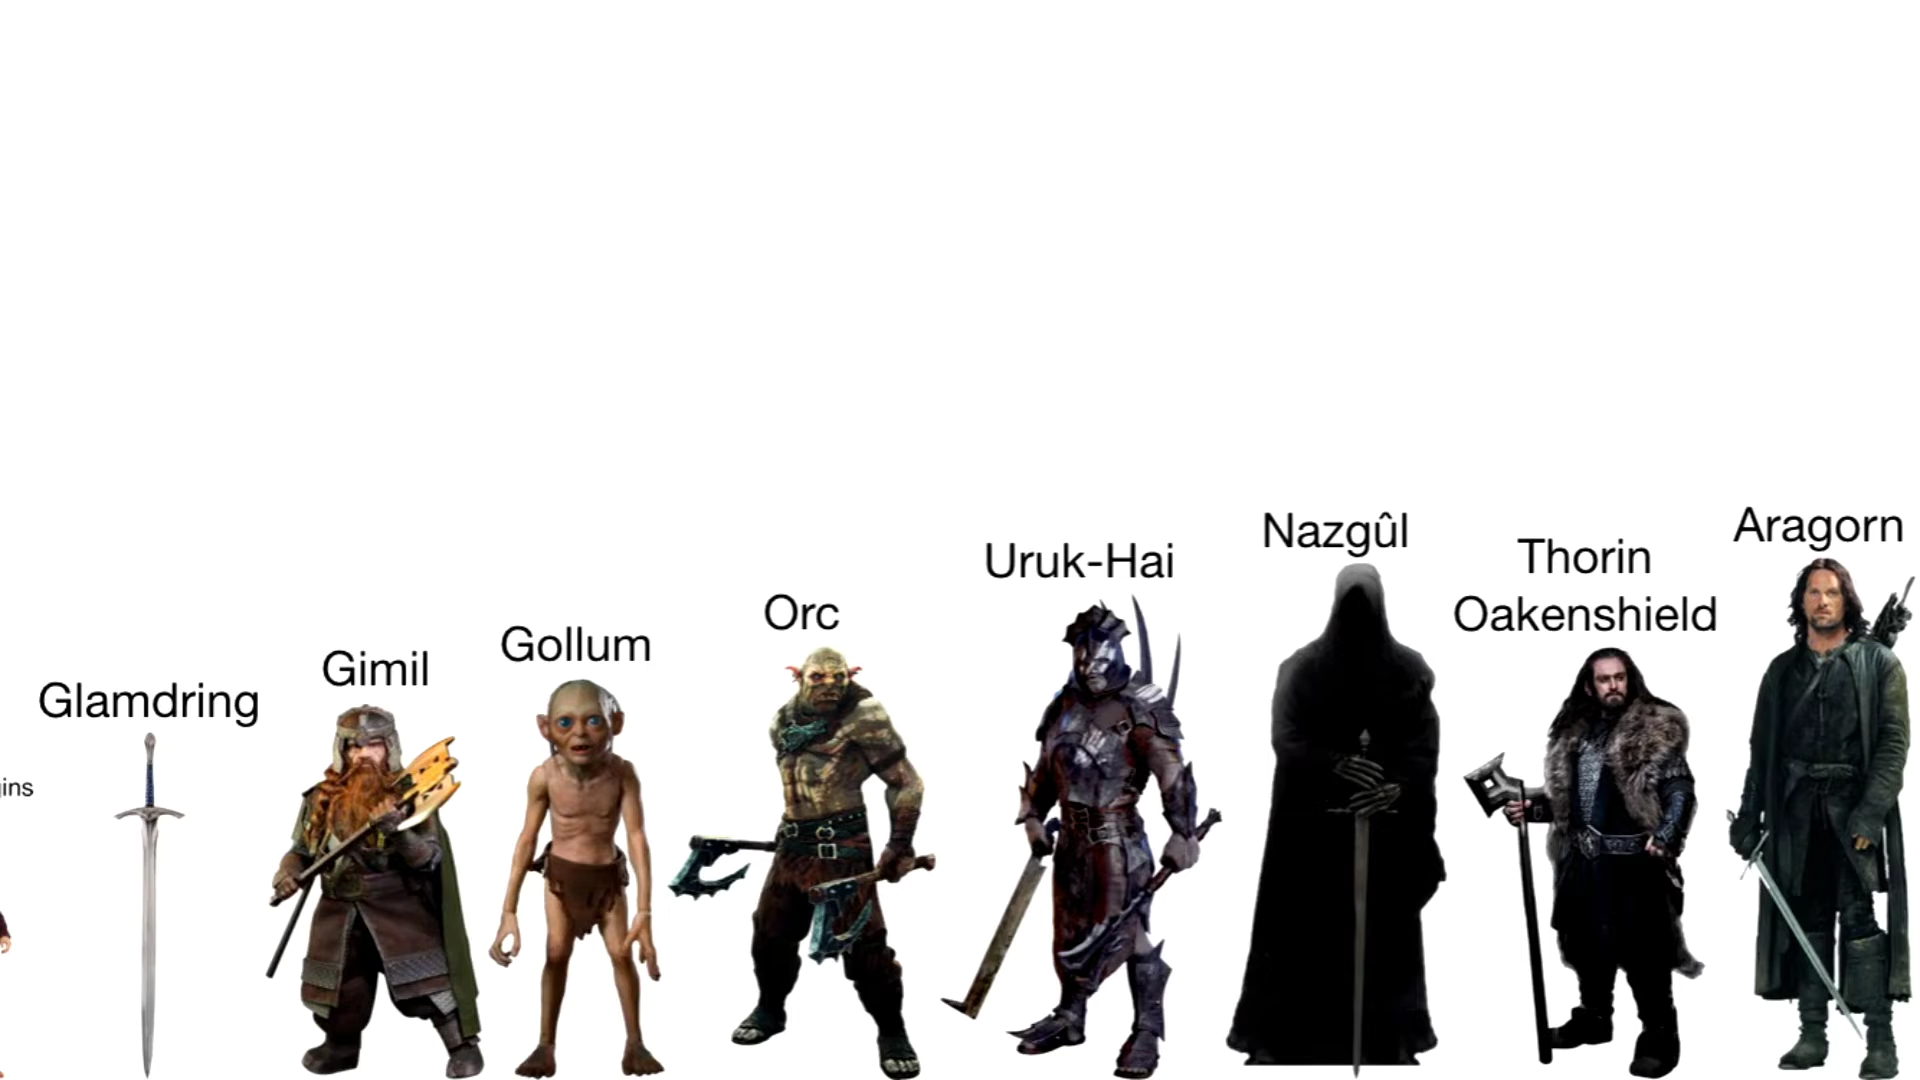 Glamdring
Gimil
Gollum
Orc
Uruk-Hai
Nazgûl
Thorin
Oakenshield
Aragorn